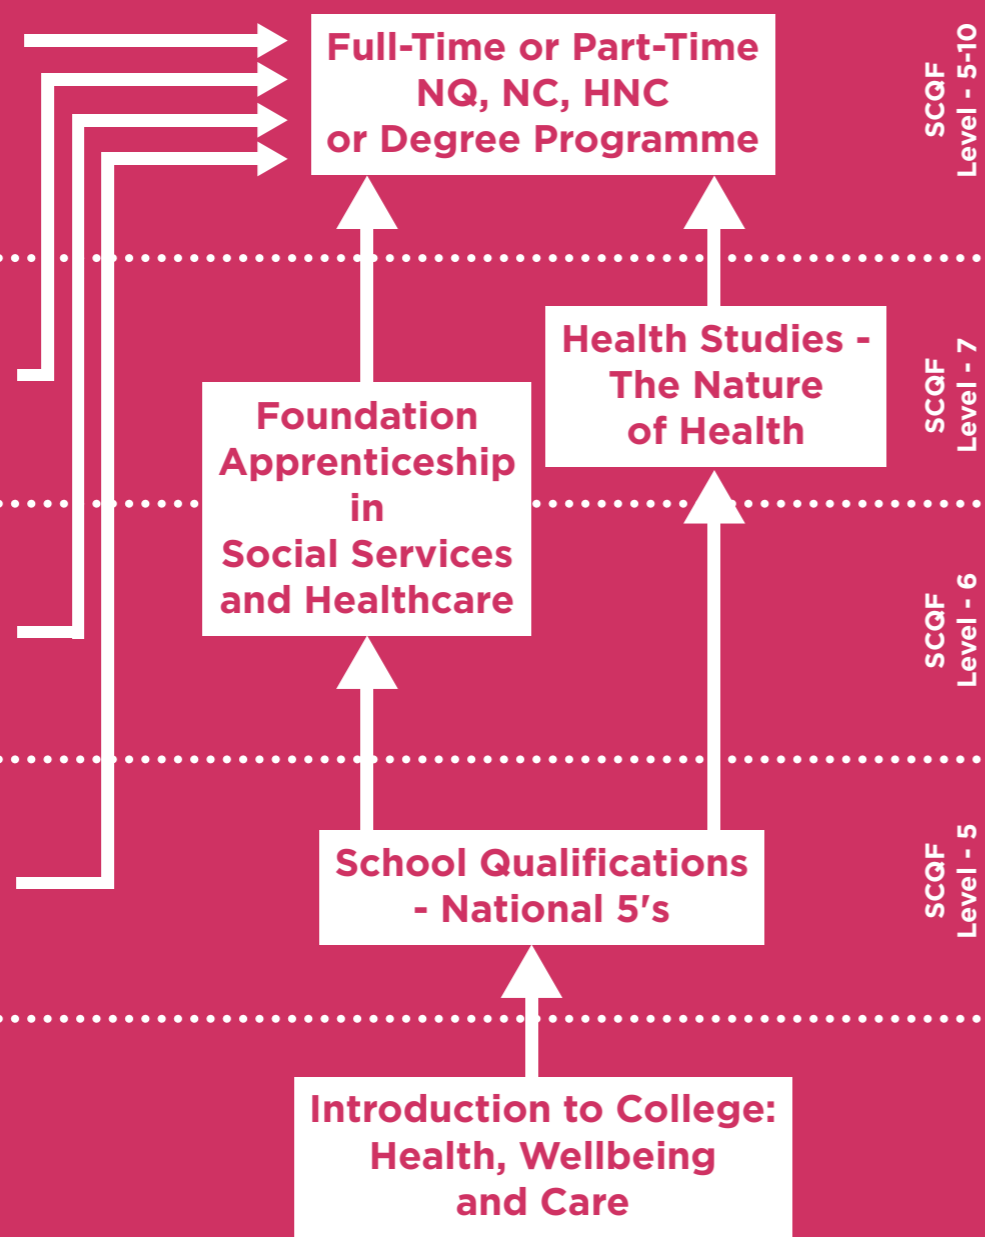 Full-Time or Part-Time
NQ, NC, HNC
or Degree Programme
SCQF
Level - 5-10
Health Studies -
The Nature
of Health
SCQF
Level - 7
Foundation
Apprenticeship
in
Social Services
and Healthcare
SCQF
Level - 6
School Qualifications
- National 5's
SCQF
Level - 5
Introduction to College:
Health, Wellbeing
and Care